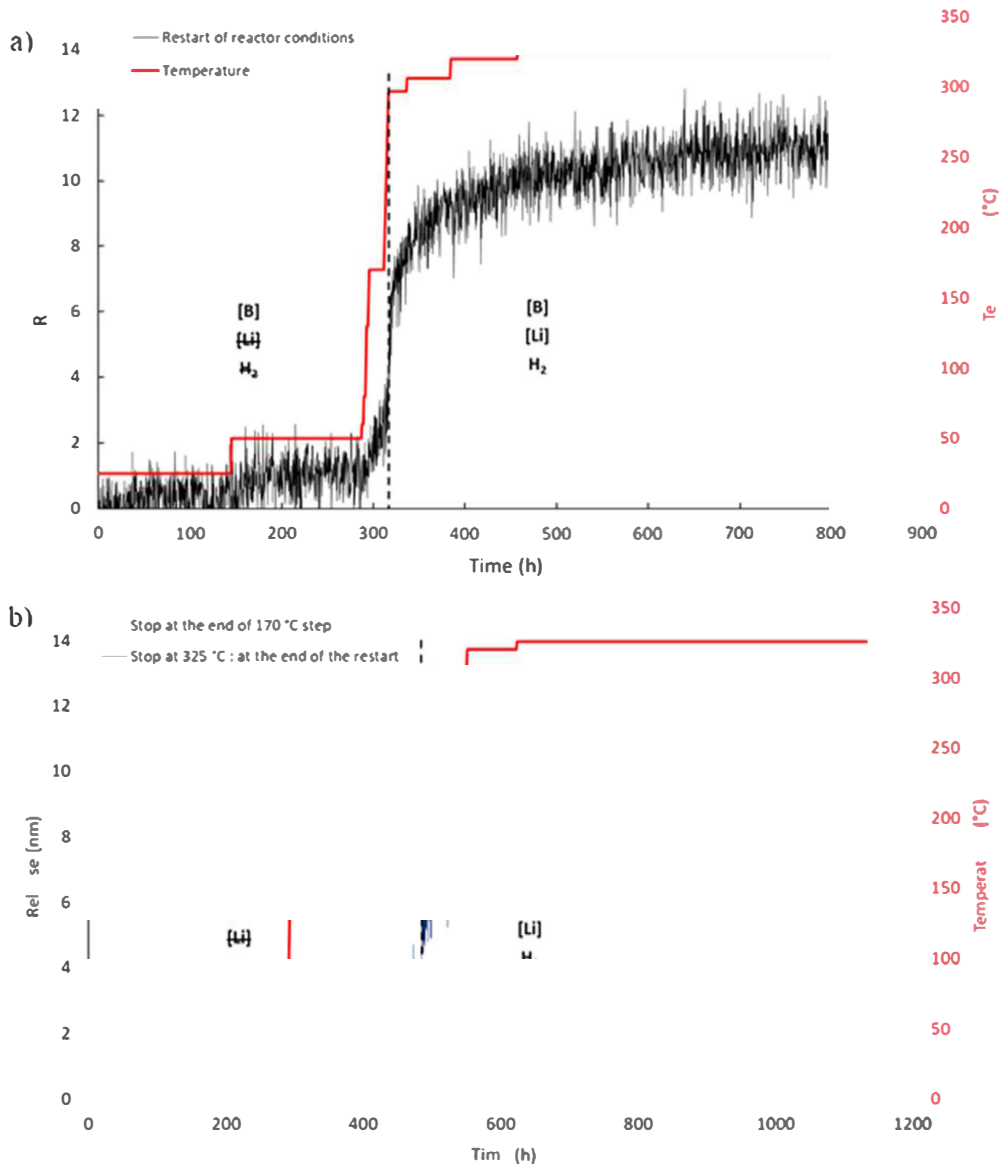 a)
350
14
Restart of reactor conditions
Temperature
300
12
250
10
(°C)
200
8
[B]
[Li]
H₂
[B]
[Li]
H₂
150
6
R
Te
100
4
50
2
0
0
0 100 200 300 400 500 600 700 800 900
Time (h)
b)
350
14
Stop at the end of 170 °C step
Stop at 325 °C : at the end of the restart
300
12
250
10
(°C)
200
8
Rel se (nm)
Temperat
150
6
[Li]
[Li]
100
4
50
2
0
0
0 200 400 600 800 1000 1200
Tim (h)